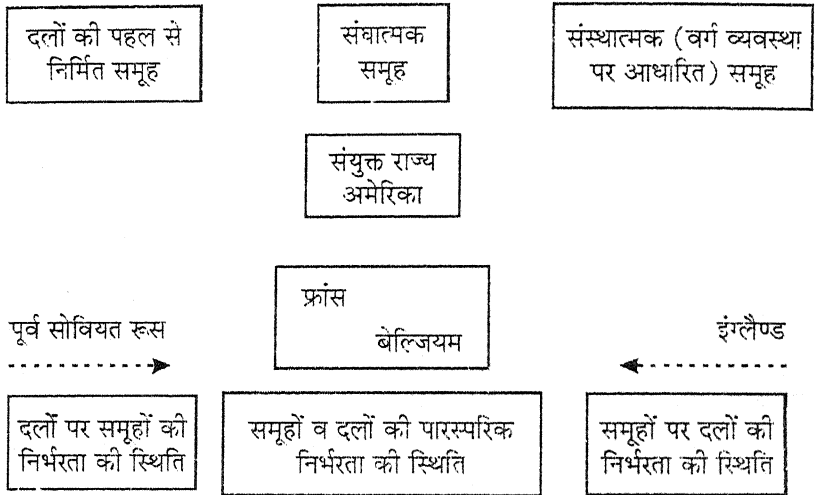 दलों की पहल से
निर्मित समूह
संघात्मक
समूह
संस्थात्मक (वर्ग व्यवस्था
पर आधारित) समूह
संयुक्त राज्य
अमेरिका
फ्रांस
बेल्जियम
पूर्व सोवियत रूस
इंग्लैण्ड
दलों पर समूहों की
निर्भरता की स्थिति
समूहों व दलों की पारस्परिक
निर्भरता की स्थिति
समूहों पर दलों की
निर्भरता की स्थिति